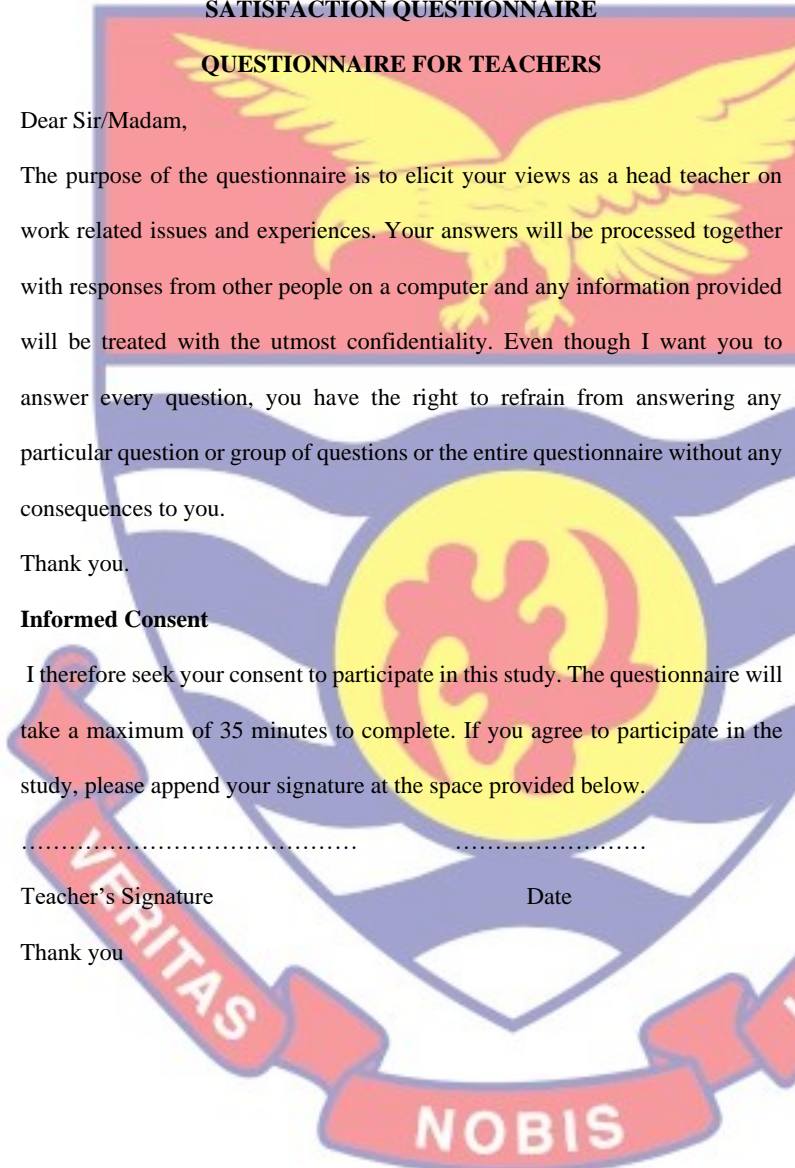 SATISFACTION QUESTIONNAIRE
QUESTIONNAIRE FOR TEACHERS
Dear Sir/Madam,
The purpose of the questionnaire is to elicit your views as a head teacher on
work related issues and experiences. Your answers will be processed together
with responses from other people on a computer and any information provided
will be treated with the utmost confidentiality. Even though I want you to
answer every question, you have the right to refrain from answering any
particular question or group of questions or the entire questionnaire without any
consequences to you.
Thank you.
Informed Consent
I therefore seek your consent to participate in this study. The questionnaire will
take a maximum of 35 minutes to complete. If you agree to participate in the
study, please append your signature at the space provided below.
…………………………………… ……………………
Teacher’s Signature Date
Thank you
VERITAS
NOBIS